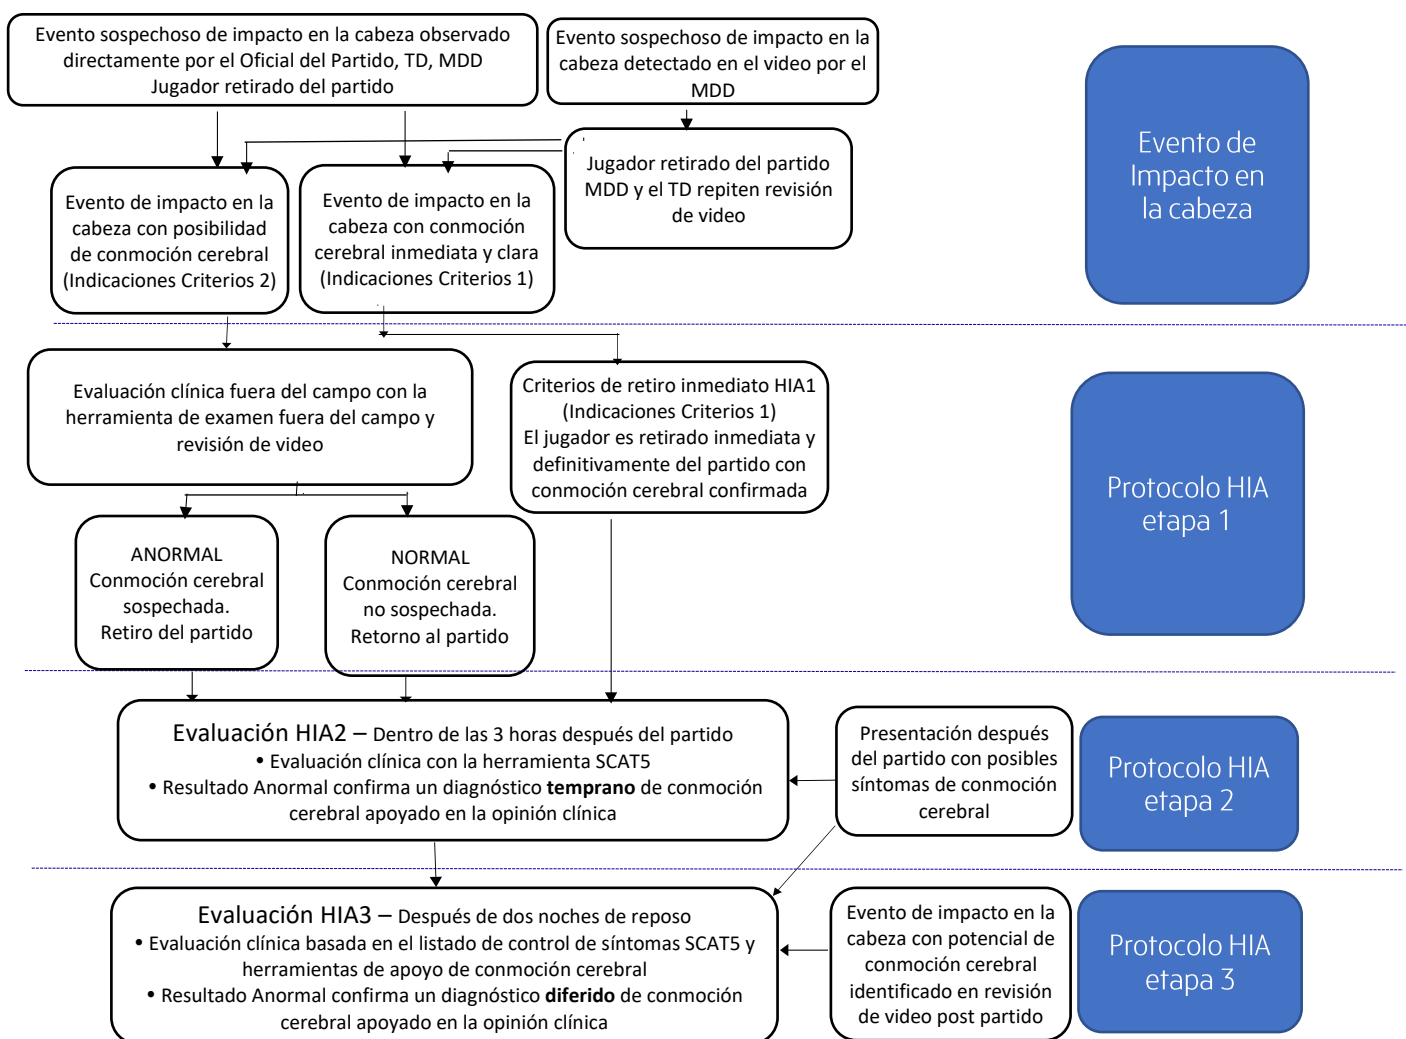 Evento sospechoso de impacto en la cabeza observado
directamente por el Oficial del Partido, TD, MDD
Jugador retirado del partido
Evento sospechoso de impacto en la
cabeza detectado en el video por el
MDD
Evento de
Impacto en
la cabeza
Jugador retirado del partido
MDD y el TD repiten revisión
de video
Evento de impacto en la
cabeza con posibilidad
de conmoción cerebral
(Indicaciones Criterios 2)
Evento de impacto en la
cabeza con conmoción
cerebral inmediata y clara
(Indicaciones Criterios 1)
Evaluación clínica fuera del campo con la
herramienta de examen fuera del campo y
revisión de video
Criterios de retiro inmediato HIA1
(Indicaciones Criterios 1)
El jugador es retirado inmediata y
definitivamente del partido con
conmoción cerebral confirmada
Protocolo HIA
etapa 1
ANORMAL
Conmoción cerebral
sospechada.
Retiro del partido
NORMAL
Conmoción cerebral
no sospechada.
Retorno al partido
Evaluación HIA2 – Dentro de las 3 horas después del partido
• Evaluación clínica con la herramienta SCAT5
• Resultado Anormal confirma un diagnóstico temprano de conmoción
cerebral apoyado en la opinión clínica
Presentación después
del partido con posibles
síntomas de conmoción
cerebral
Protocolo HIA
etapa 2
Evaluación HIA3 – Después de dos noches de reposo
• Evaluación clínica basada en el listado de control de síntomas SCAT5 y
herramientas de apoyo de conmoción cerebral
• Resultado Anormal confirma un diagnóstico diferido de conmoción
cerebral apoyado en la opinión clínica
Evento de impacto en la
cabeza con potencial de
conmoción cerebral
identificado en revisión
de video post partido
Protocolo HIA
etapa 3